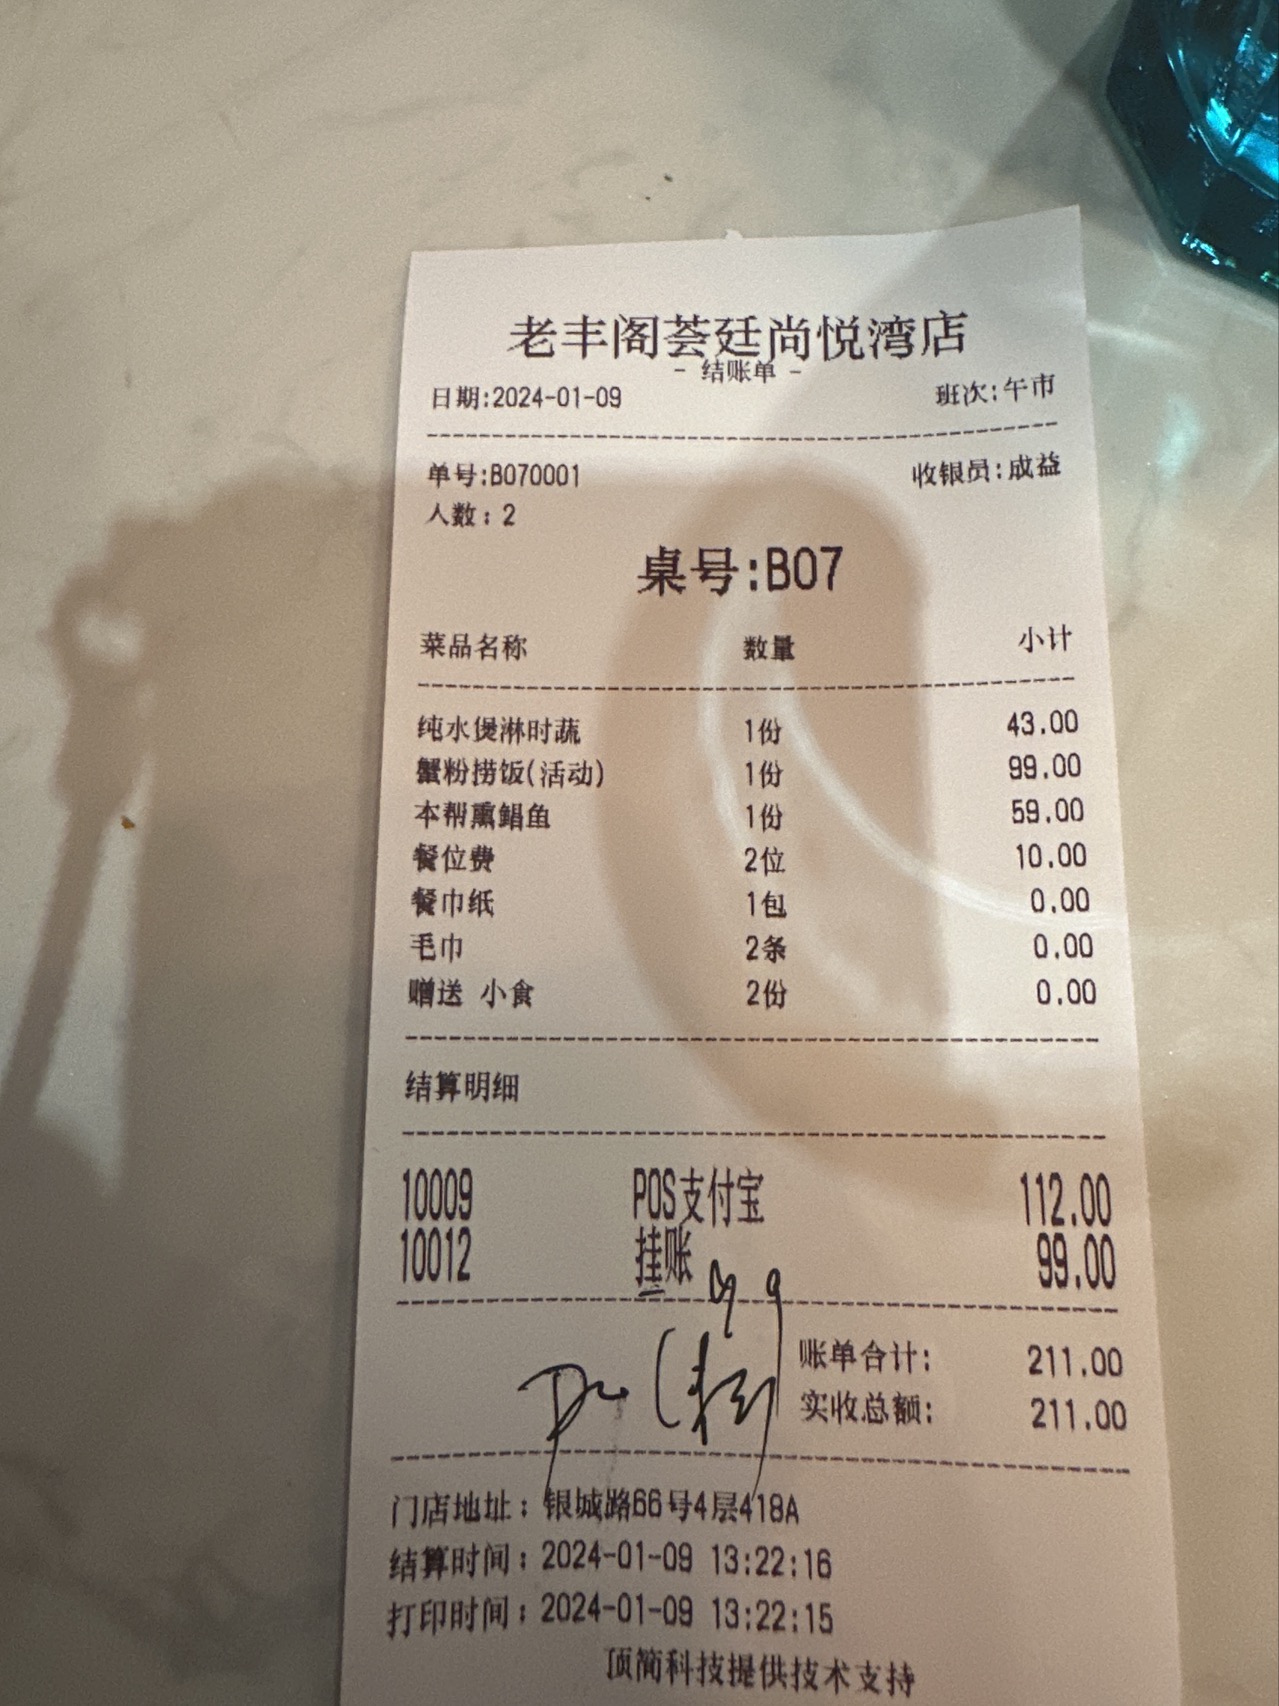 老丰阁荟廷尚悦湾店
- 结账单 -
日期:2024-01-09 班次:午市
单号:B070001 收银员:成益
人数：2
桌号:B07
菜品名称 数量 小计
纯水煲淋时蔬 1份 43.00
蟹粉捞饭(活动) 1份 99.00
本帮熏鲳鱼 1份 59.00
餐位费 2位 10.00
餐巾纸 1包 0.00
毛巾 2条 0.00
赠送 小食 2份 0.00
结算明细
10009 POS支付宝 112.00
10012 挂账 99.00
账单合计: 211.00
实收总额: 211.00
门店地址：银城路66号4层418A
结算时间：2024-01-09 13:22:16
打印时间：2024-01-09 13:22:15
顶简科技提供技术支持